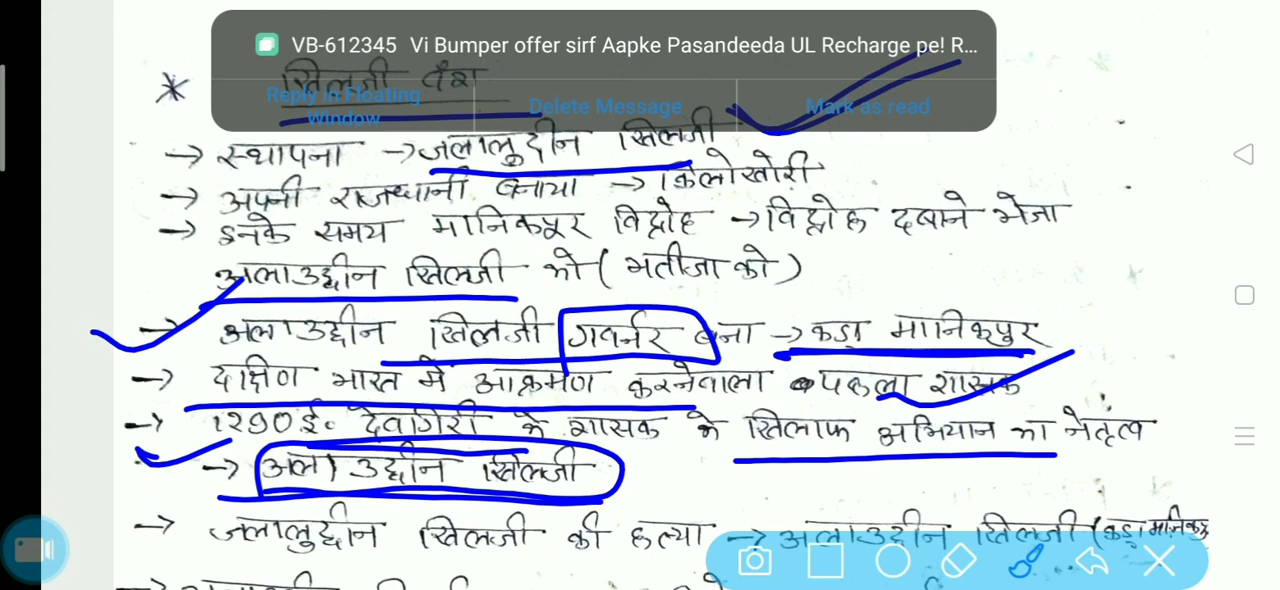 VB-612345 Vi Bumper offer sirf Aapke Pasandeeda UL Recharge pe! R...
Reply in Floating Window Delete Message Mark as read
* खिलजी वंश
→ स्थापना → जलालुद्दीन खिलजी
→ अपनी राजधानी बनाया → किलोखोरी
→ इनके समय मानिकपुर विद्रोह → विद्रोह दबाने भेजा
अलाउद्दीन खिलजी को (भतीजा को)
→ अलाउद्दीन खिलजी गवर्नर बना → कड़ा मानिकपुर
→ दक्षिण भारत में आक्रमण करनेवाला पहला शासक
→ 1290 ई॰ देवगिरी के शासक के खिलाफ अभियान का नेतृत्व
→ अलाउद्दीन खिलजी
→ जलालुद्दीन खिलजी की हत्या → अलाउद्दीन खिलजी (कड़ा